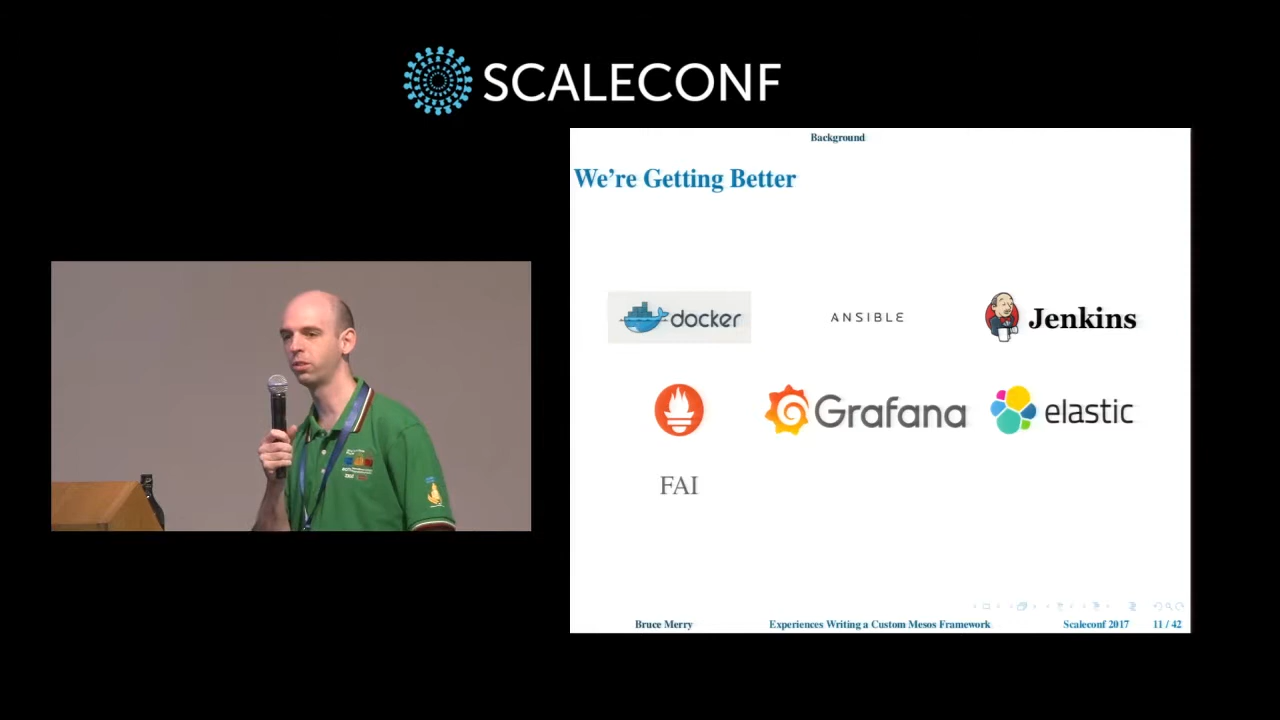 SCALECONF
Background
We're Getting Better
docker
ANSIBLE
Jenkins
Grafana
elastic
FAI
Bruce Merry
Experiences Writing a Custom Mesos Framework
Scaleconf 2017
11 / 42